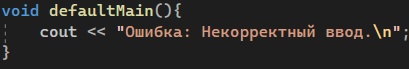 void defaultMain(){
    cout << "Ошибка: Некорректный ввод.\n";
}